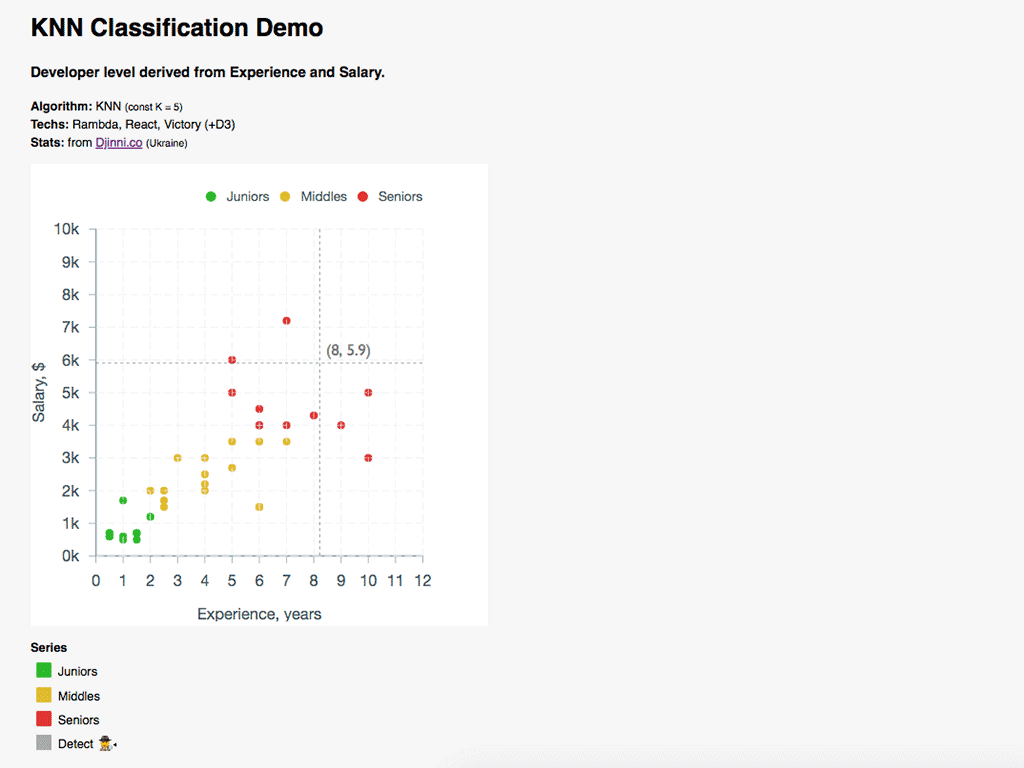 KNN Classification Demo
Developer level derived from Experience and Salary.
Algorithm: KNN (const K = 5)
Techs: Rambda, React, Victory (+D3)
Stats: from Djinni.co (Ukraine)
Juniors Middles Seniors
10k
9k
8k
7k
(8, 5.9)
6k
5k
4k
3k
2k
1k
0k
Salary, $
0 1 2 3 4 5 6 7 8 9 10 11 12
Experience, years
Series
Juniors
Middles
Seniors
Detect